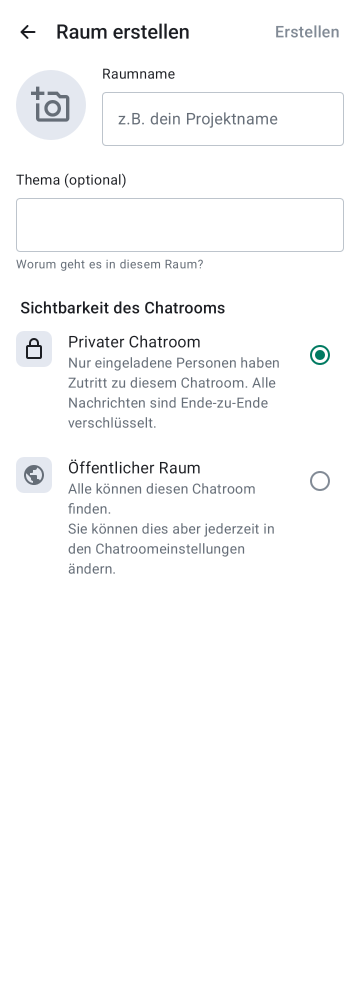 Raum erstellen
Erstellen
Raumname
z.B. dein Projektname
Thema (optional)
Worum geht es in diesem Raum?
Sichtbarkeit des Chatrooms
Privater Chatroom
Nur eingeladene Personen haben
Zutritt zu diesem Chatroom. Alle
Nachrichten sind Ende-zu-Ende
verschlüsselt.
Öffentlicher Raum
Alle können diesen Chatroom
finden.
Sie können dies aber jederzeit in
den Chatroomeinstellungen
ändern.